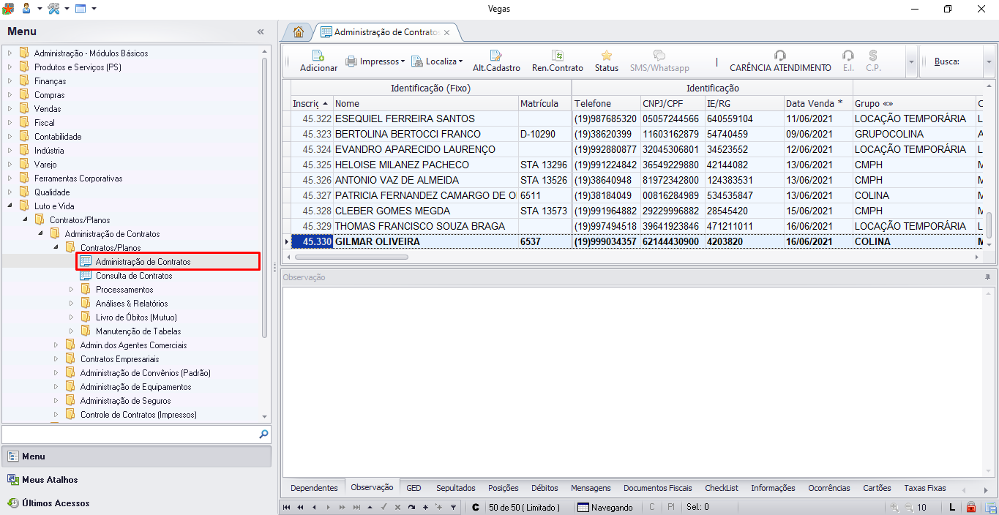 Vegas
Menu
«
Administração - Módulos Básicos
Produtos e Serviços (PS)
Finanças
Compras
Vendas
Fiscal
Contabilidade
Indústria
Varejo
Ferramentas Corporativas
Qualidade
Luto e Vida
Contratos/Planos
Administração de Contratos
Contratos/Planos
Administração de Contratos
Consulta de Contratos
Processamentos
Análises & Relatórios
Livro de Óbitos (Mutuo)
Manutenção de Tabelas
Admin.dos Agentes Comerciais
Contratos Empresariais
Administração de Convênios (Padrão)
Administração de Equipamentos
Administração de Seguros
Controle de Contratos (Impressos)
Menu
Meus Atalhos
Últimos Acessos
Administração de Contrato
Adicionar Impressos Localiza Alt.Cadastro Ren.Contrato Status SMS/Whatsapp | CARÊNCIA ATENDIMENTO E.I. C.P. Busca:
Identificação (Fixo) Identificação
Inscriç Nome Matrícula Telefone CNPJ/CPF IE/RG Data Venda * Grupo «» C
45.322 ESEQUIEL FERREIRA SANTOS (19)987685320 05057244566 640559104 11/06/2021 LOCAÇÃO TEMPORÁRIA L
45.323 BERTOLINA BERTOCCI FRANCO D-10290 (19)38620399 11603162879 54740459 09/06/2021 GRUPOCOLINA A
45.324 EVANDRO APARECIDO LAURENÇO (19)992880877 32045306801 34523552 12/06/2021 LOCAÇÃO TEMPORÁRIA L
45.325 HELOISE MILANEZ PACHECO STA 13296 (19)991224842 36549229880 42144082 13/06/2021 CMPH M
45.326 ANTONIO VAZ DE ALMEIDA STA 13526 (19)38640948 81972342800 124383531 13/06/2021 CMPH M
45.327 PATRICIA FERNANDEZ CAMARGO DE O 6511 (19)38184049 00816284989 534535847 13/06/2021 COLINA M
45.328 CLEBER GOMES MEGDA STA 13573 (19)991964882 29229996882 28545420 15/06/2021 CMPH M
45.329 THOMAS FRANCISCO SOUZA BRAGA (19)997494518 39641923846 471211011 16/06/2021 LOCAÇÃO TEMPORÁRIA L
45.330 GILMAR OLIVEIRA 6537 (19)999034357 62144430900 4203820 16/06/2021 COLINA M
Observação
Dependentes Observação GED Sepultados Posições Débitos Mensagens Documentos Fiscais CheckList Informações Ocorrências Cartões Taxas Fixas
C 50 de 50 ( Limitado ) Navegando C PI Sel.: 0 10 L